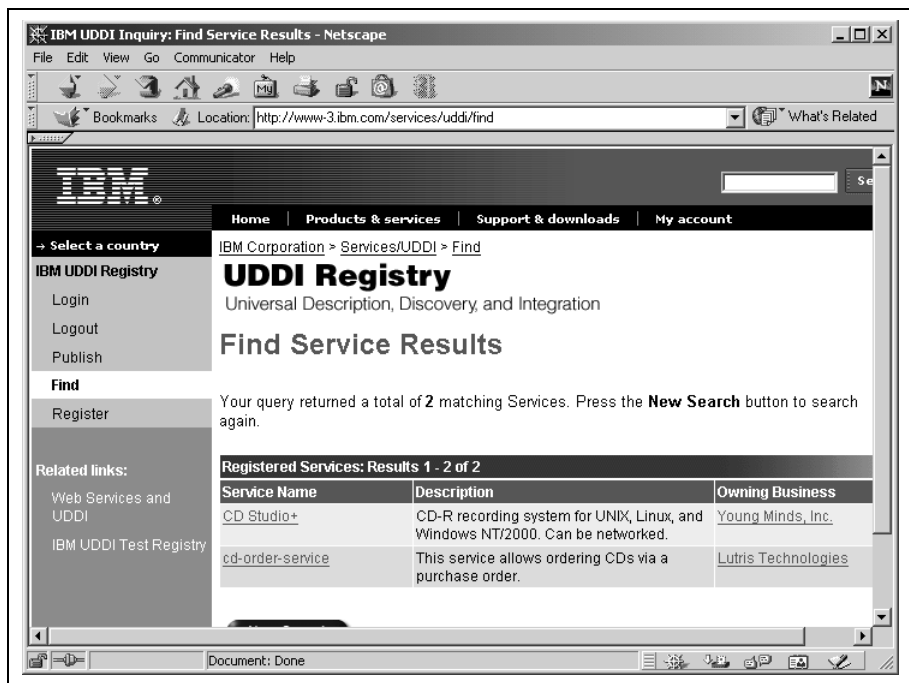 IBM UDDI Inquiry: Find Service Results - Netscape
File Edit View Go Communicator Help
My
N
Bookmarks Location: http://www-3.ibm.com/services/uddi/find What's Related
IBM®
Se
Home | Products & services | Support & downloads | My account
→ Select a country
IBM Corporation > Services/UDDI > Find
IBM UDDI Registry
Login
Logout
Publish
Find
Register
Related links:
Web Services and
UDDI
IBM UDDI Test Registry
UDDI Registry
Universal Description, Discovery, and Integration
Find Service Results
Your query returned a total of 2 matching Services. Press the New Search button to search
again.
Registered Services: Results 1 - 2 of 2
Service Name Description Owning Business
CD Studio+ CD-R recording system for UNIX, Linux, and Young Minds, Inc.
Windows NT/2000. Can be networked.
cd-order-service This service allows ordering CDs via a Lutris Technologies
purchase order.
Document: Done